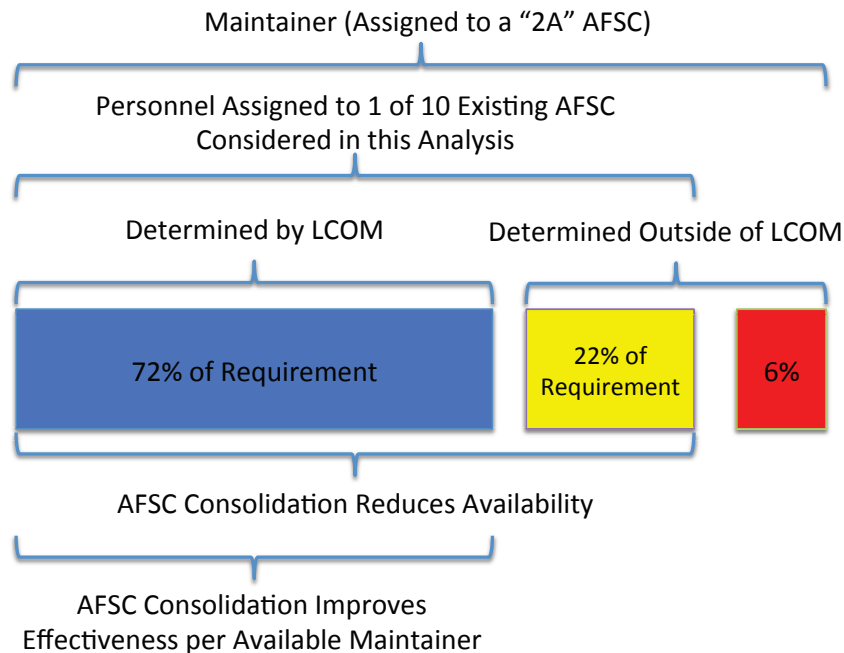 Maintainer (Assigned to a “2A” AFSC)
Personnel Assigned to 1 of 10 Existing AFSC
Considered in this Analysis
Determined by LCOM
Determined Outside of LCOM
72% of Requirement
22% of
Requirement
6%
AFSC Consolidation Reduces Availability
AFSC Consolidation Improves
Effectiveness per Available Maintainer